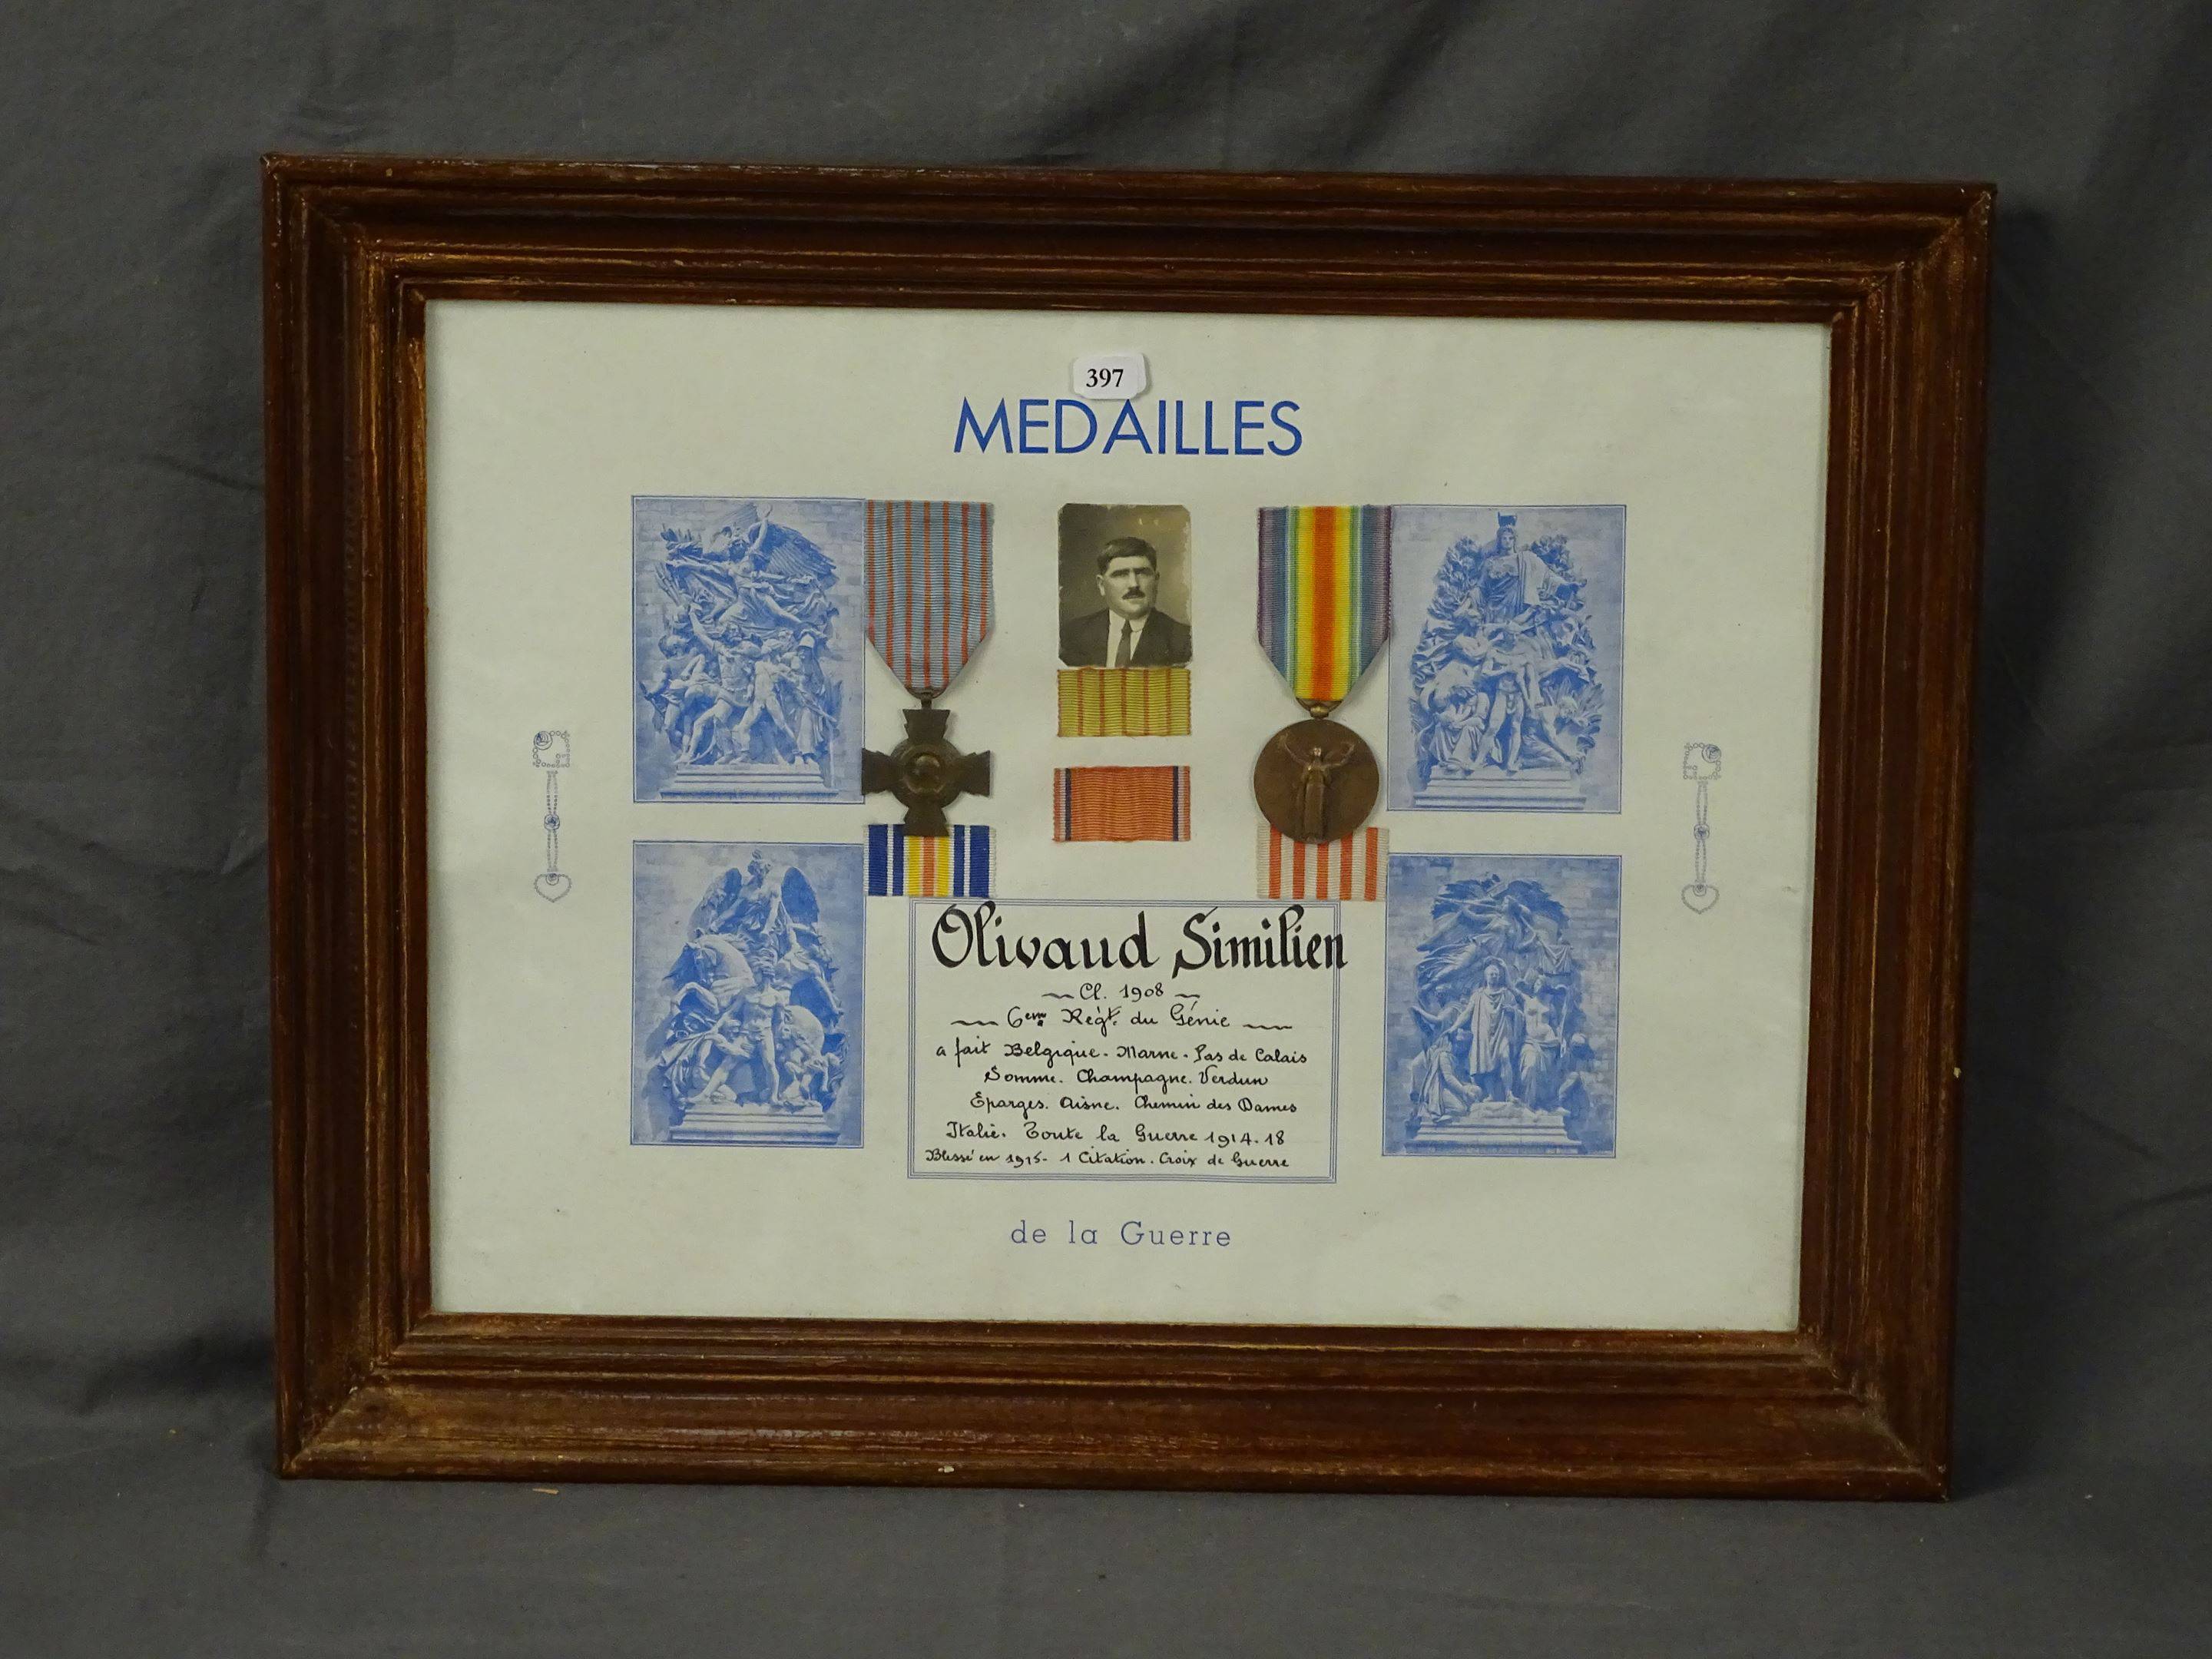 397
MEDAILLES
Olivaud Similien
Cl. 1908
6eme Regt. du Génie
a fait Belgique. Marne. Pas de Calais
Somme. Champagne. Verdun
Eparges. Aisne. Chemin des Dames
Italie. Toute la Guerre 1914.18
Blessé en 1915- 1 Citation. Croix de Guerre
de la Guerre